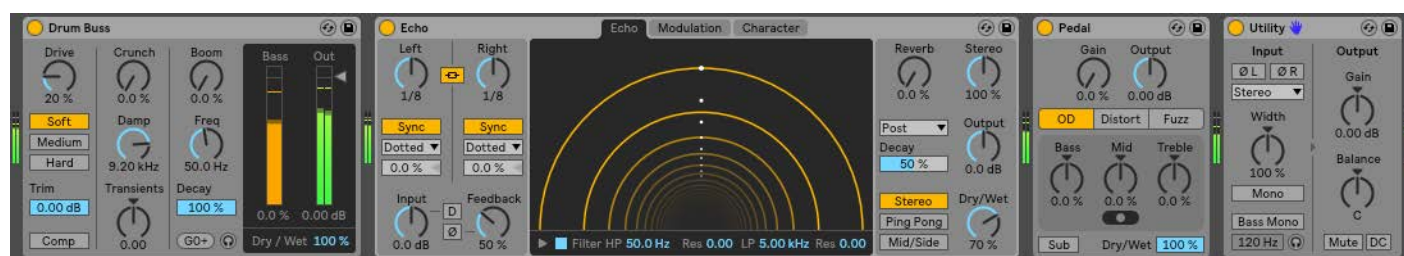 Drum Buss
Drive
Crunch
Boom
20 %
0.0 %
0.0 %
Soft
Medium
Hard
Damp
Freq
9.20 kHz
50.0 Hz
Trim
Transients
Decay
0.00 dB
0.00
100 %
Comp
G0+
Bass
Out
0.0 %
0.00 dB
Dry / Wet 100 %
Echo
Echo
Modulation
Character
Left
Right
1/8
1/8
Sync
Sync
Dotted
Dotted
0.0 %
0.0 %
Input
Feedback
D
Ø
0.0 dB
50 %
Filter HP 50.0 Hz Res 0.00 LP 5.00 kHz Res 0.00
Reverb
Stereo
0.0 %
100 %
Post
Output
Decay
50 %
0.0 dB
Stereo
Dry/Wet
Ping Pong
Mid/Side
70 %
Pedal
Gain
Output
0.0 %
0.00 dB
OD
Distort
Fuzz
Bass
Mid
Treble
0.0 %
0.0 %
0.0 %
Sub
Dry/Wet 100 %
Utility
Input
Output
Ø L
Ø R
Stereo
Gain
Width
0.00 dB
100 %
Balance
Mono
Bass Mono
C
120 Hz
Mute
DC